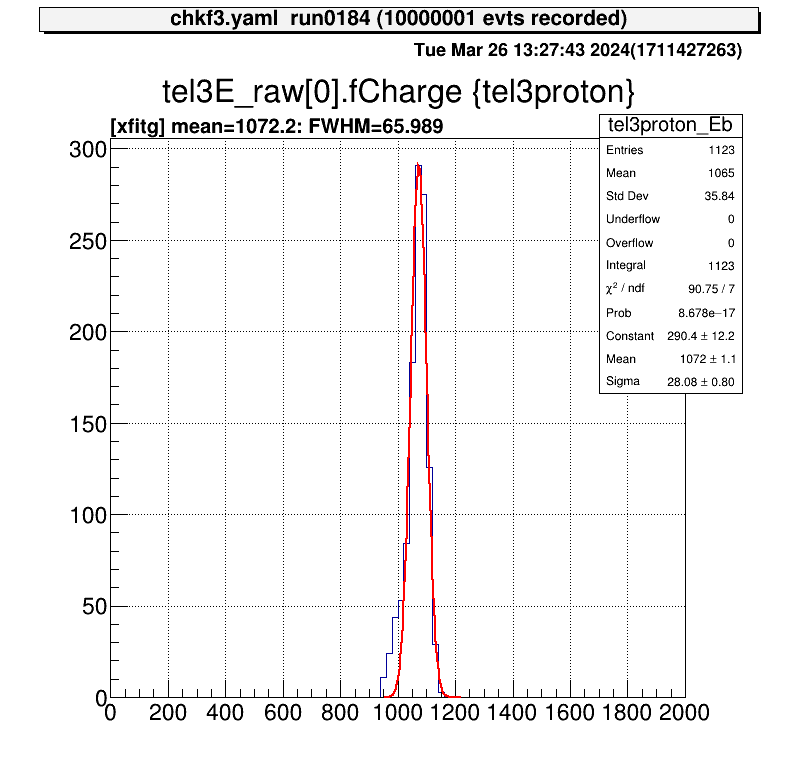 chkf3.yaml  run0184 (10000001 evts recorded)
Tue Mar 26 13:27:43 2024(1711427263)
tel3E_raw[0].fCharge {tel3proton}
[xfitg] mean=1072.2: FWHM=65.989
tel3proton_Eb
Entries 1123
Mean 1065
Std Dev 35.84
Underflow 0
Overflow 0
Integral 1123
χ² / ndf 90.75 / 7
Prob 8.678e−17
Constant 290.4 ± 12.2
Mean 1072 ± 1.1
Sigma 28.08 ± 0.80
300
250
200
150
100
50
0
0 200 400 600 800 1000 1200 1400 1600 1800 2000